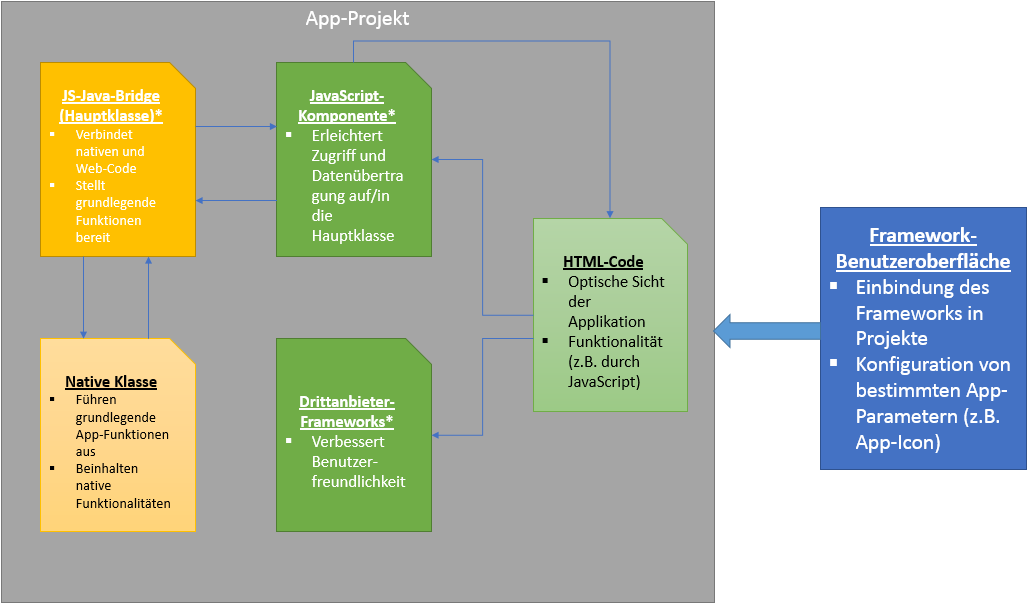 App-Projekt
JS-Java-Bridge
(Hauptklasse)*
▪ Verbindet
nativen und
Web-Code
▪ Stellt
grundlegende
Funktionen
bereit
JavaScript-
Komponente*
▪ Erleichtert
Zugriff und
Datenübertra
gung auf/in
die
Hauptklasse
HTML-Code
▪ Optische Sicht
der
Applikation
▪ Funktionalität
(z.B. durch
JavaScript)
Framework-
Benutzeroberfläche
▪ Einbindung des
Frameworks in
Projekte
▪ Konfiguration von
bestimmten App-
Parametern (z.B.
App-Icon)
Native Klasse
▪ Führen
grundlegende
App-Funktionen
aus
▪ Beinhalten
native
Funktionalitäten
Drittanbieter-
Frameworks*
▪ Verbessert
Benutzer-
freundlichkeit